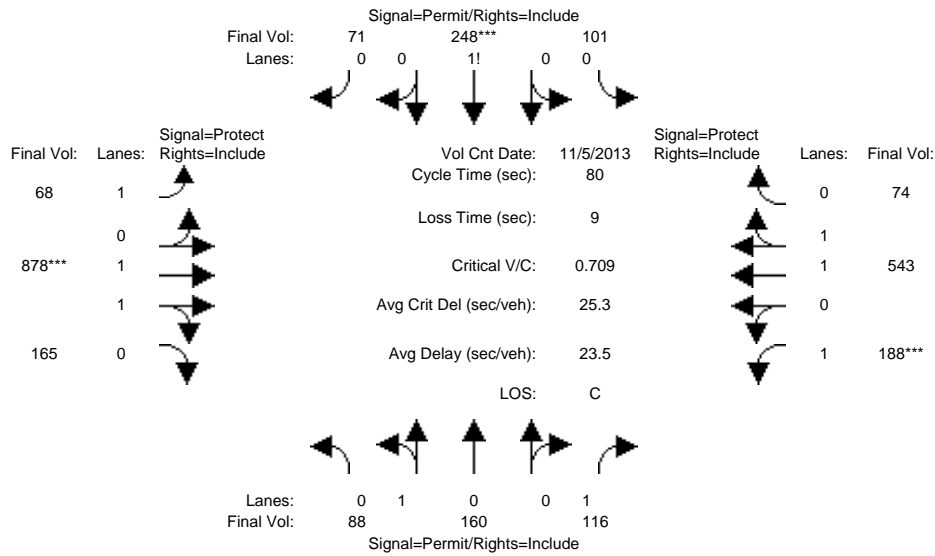 Signal=Permit/Rights=Include
Final Vol: 71 248*** 101
Lanes: 0 0 1! 0 0
Signal=Protect Signal=Protect
Final Vol: Lanes: Rights=Include Vol Cnt Date: 11/5/2013 Rights=Include Lanes: Final Vol:
Cycle Time (sec): 80
68 1 0 74
Loss Time (sec): 9
0 1
878*** 1 Critical V/C: 0.709 1 543
1 Avg Crit Del (sec/veh): 25.3 0
165 0 Avg Delay (sec/veh): 23.5 1 188***
LOS: C
Lanes: 0 1 0 0 1
Final Vol: 88 160 116
Signal=Permit/Rights=Include